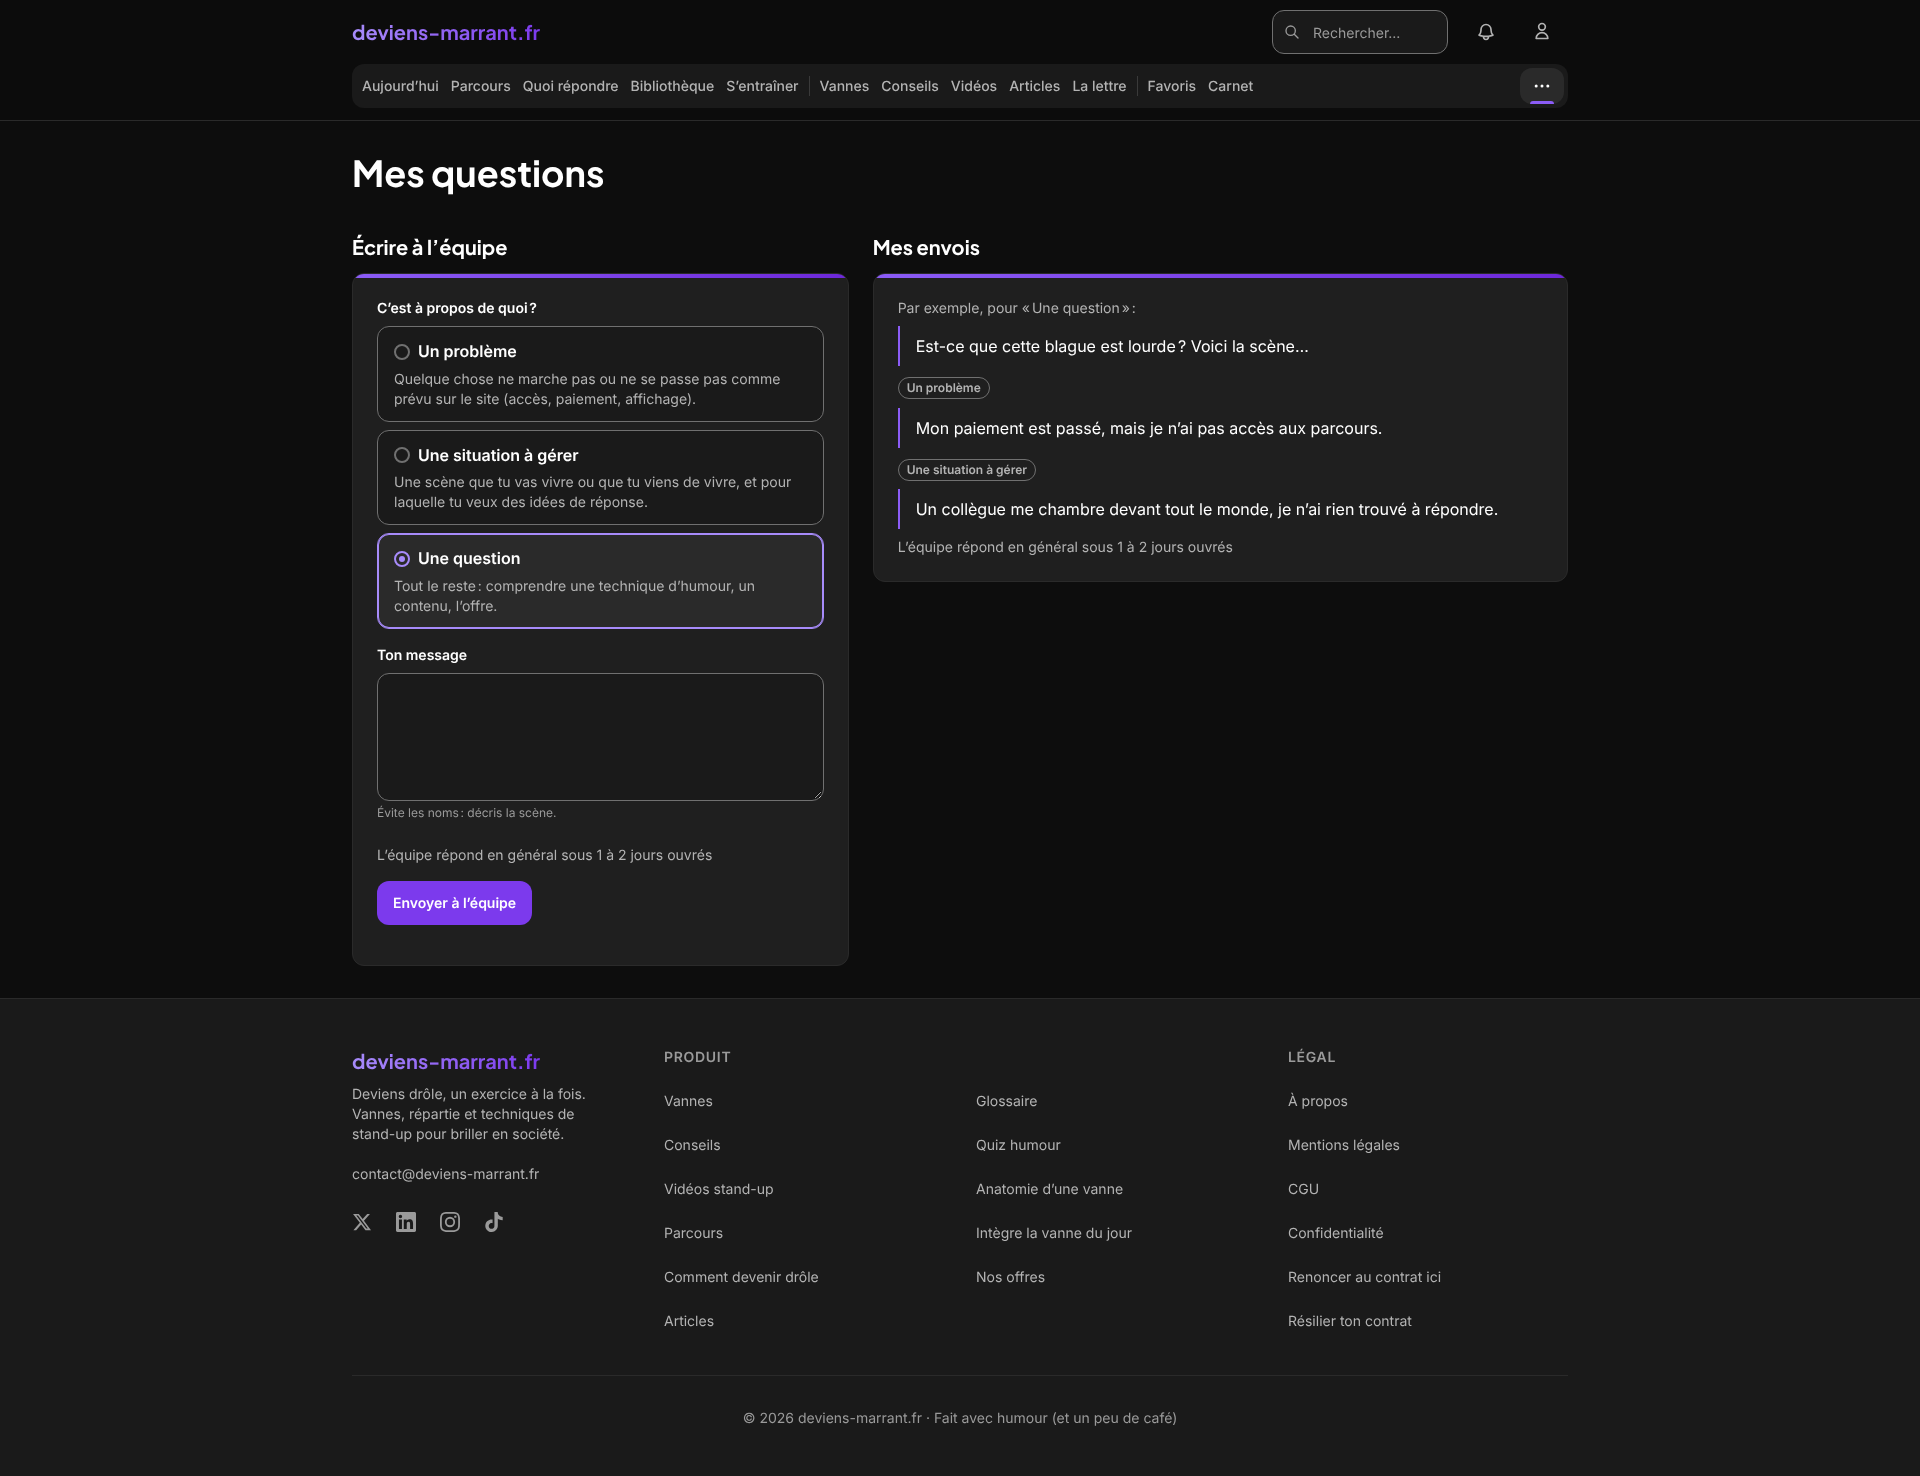 deviens-marrant.fr
Rechercher...
Aujourd’hui Parcours Quoi répondre Bibliothèque S’entraîner Vannes Conseils Vidéos Articles La lettre Favoris Carnet
Mes questions
Écrire à l’équipe
C’est à propos de quoi ?
Un problème
Quelque chose ne marche pas ou ne se passe pas comme
prévu sur le site (accès, paiement, affichage).
Une situation à gérer
Une scène que tu vas vivre ou que tu viens de vivre, et pour
laquelle tu veux des idées de réponse.
Une question
Tout le reste : comprendre une technique d’humour, un
contenu, l’offre.
Ton message
Évite les noms : décris la scène.
L’équipe répond en général sous 1 à 2 jours ouvrés
Envoyer à l’équipe
Mes envois
Par exemple, pour « Une question » :
Est-ce que cette blague est lourde ? Voici la scène…
Un problème
Mon paiement est passé, mais je n’ai pas accès aux parcours.
Une situation à gérer
Un collègue me chambre devant tout le monde, je n’ai rien trouvé à répondre.
L’équipe répond en général sous 1 à 2 jours ouvrés
deviens-marrant.fr
Deviens drôle, un exercice à la fois.
Vannes, répartie et techniques de
stand-up pour briller en société.
contact@deviens-marrant.fr
PRODUIT
Vannes
Conseils
Vidéos stand-up
Parcours
Comment devenir drôle
Articles
Glossaire
Quiz humour
Anatomie d’une vanne
Intègre la vanne du jour
Nos offres
LÉGAL
À propos
Mentions légales
CGU
Confidentialité
Renoncer au contrat ici
Résilier ton contrat
© 2026 deviens-marrant.fr · Fait avec humour (et un peu de café)